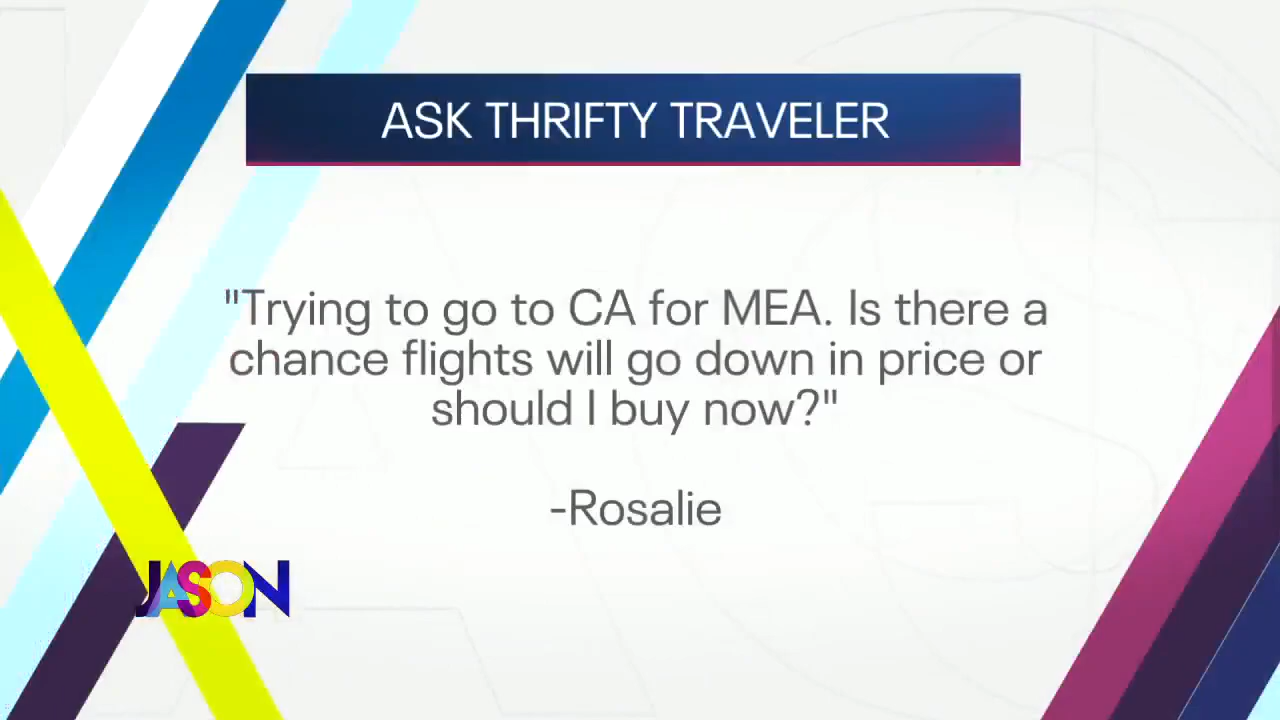 ASK THRIFTY TRAVELER
"Trying to go to CA for MEA. Is there a
chance flights will go down in price or
should I buy now?"
-Rosalie
JASON